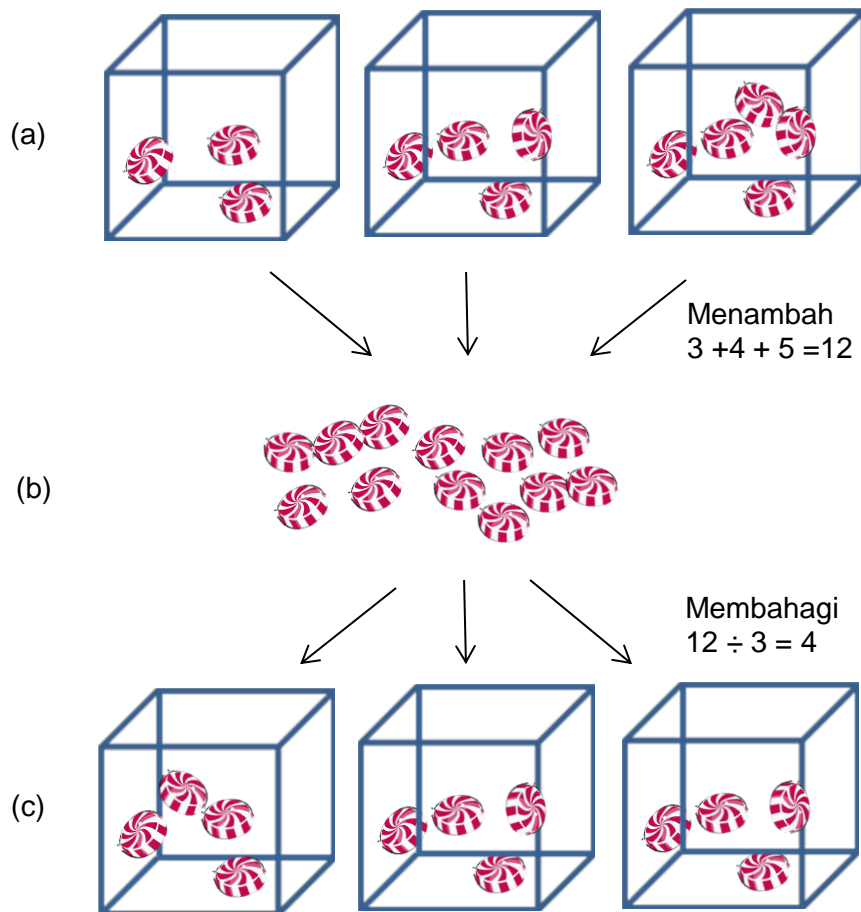 (a)
Menambah
3 +4 + 5 =12
(b)
Membahagi
12 ÷ 3 = 4
(c)